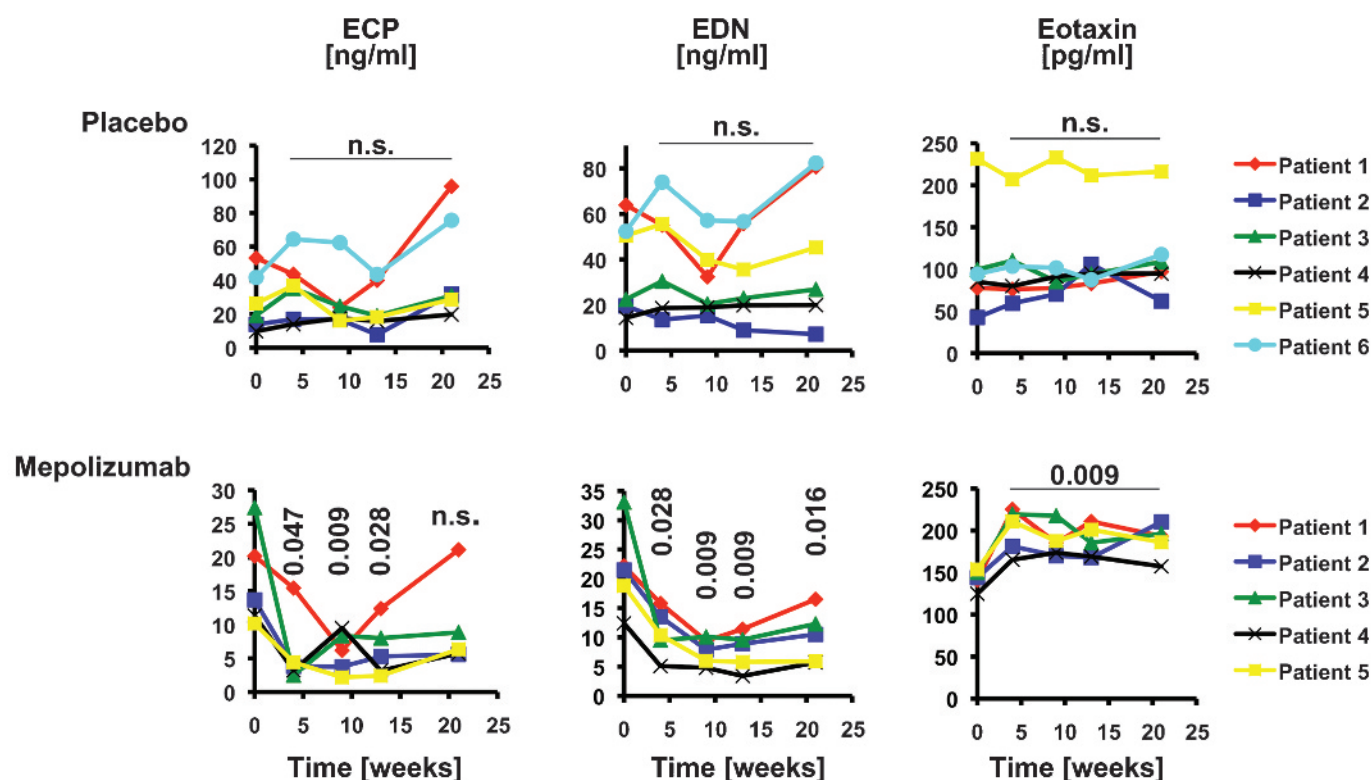 ECP
[ng/ml]
EDN
[ng/ml]
Eotaxin
[pg/ml]
Placebo
n.s.
120
100
80
60
40
20
0
0 5 10 15 20 25
n.s.
80
60
40
20
0
0 5 10 15 20 25
n.s.
250
200
150
100
50
0
0 5 10 15 20 25
Patient 1
Patient 2
Patient 3
Patient 4
Patient 5
Patient 6
Mepolizumab
30
25
20
15
10
5
0
0.047
0.009
0.028
n.s.
0 5 10 15 20 25
Time [weeks]
35
30
25
20
15
10
5
0
0.028
0.009
0.009
0.016
0 5 10 15 20 25
Time [weeks]
0.009
250
200
150
100
50
0
0 5 10 15 20 25
Time [weeks]
Patient 1
Patient 2
Patient 3
Patient 4
Patient 5